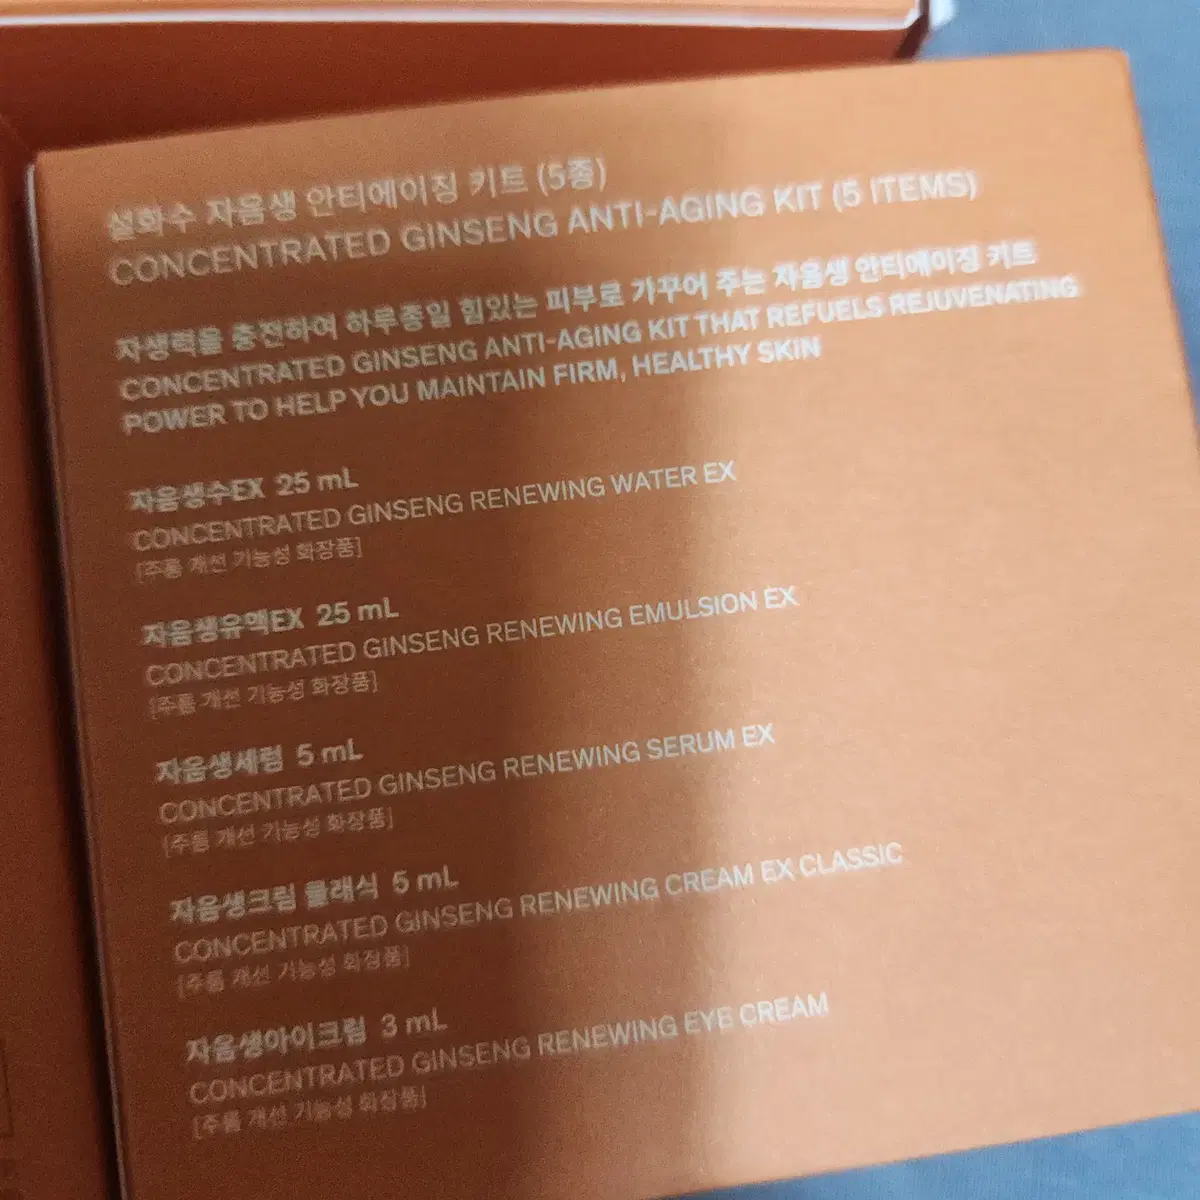 설화수 자음생 안티에이징 키트 (5종)
CONCENTRATED GINSENG ANTI-AGING KIT (5 ITEMS)
자생력을 충전하여 하루종일 힘있는 피부로 가꾸어 주는 자음생 안티에이징 키트
CONCENTRATED GINSENG ANTI-AGING KIT THAT REFUELS REJUVENATING
POWER TO HELP YOU MAINTAIN FIRM, HEALTHY SKIN
자음생수EX 25 mL
CONCENTRATED GINSENG RENEWING WATER EX
[주름 개선 기능성 화장품]
자음생유액EX 25 mL
CONCENTRATED GINSENG RENEWING EMULSION EX
[주름 개선 기능성 화장품]
자음생세럼 5 mL
CONCENTRATED GINSENG RENEWING SERUM EX
[주름 개선 기능성 화장품]
자음생크림 클래식 5 mL
CONCENTRATED GINSENG RENEWING CREAM EX CLASSIC
[주름 개선 기능성 화장품]
자음생아이크림 3 mL
CONCENTRATED GINSENG RENEWING EYE CREAM
[주름 개선 기능성 화장품]